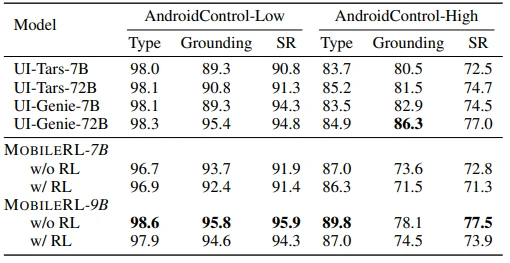 Model AndroidControl-Low AndroidControl-High
Type Grounding SR Type Grounding SR
UI-Tars-7B 98.0 89.3 90.8 83.7 80.5 72.5
UI-Tars-72B 98.1 90.8 91.3 85.2 81.5 74.7
UI-Genie-7B 98.1 89.3 94.3 83.5 82.9 74.5
UI-Genie-72B 98.3 95.4 94.8 84.9 86.3 77.0
MOBILERL-7B
w/o RL 96.7 93.7 91.9 87.0 73.6 72.8
w/ RL 96.9 92.4 91.4 86.3 71.5 71.3
MOBILERL-9B
w/o RL 98.6 95.8 95.9 89.8 78.1 77.5
w/ RL 97.9 94.6 94.3 87.0 74.5 73.9